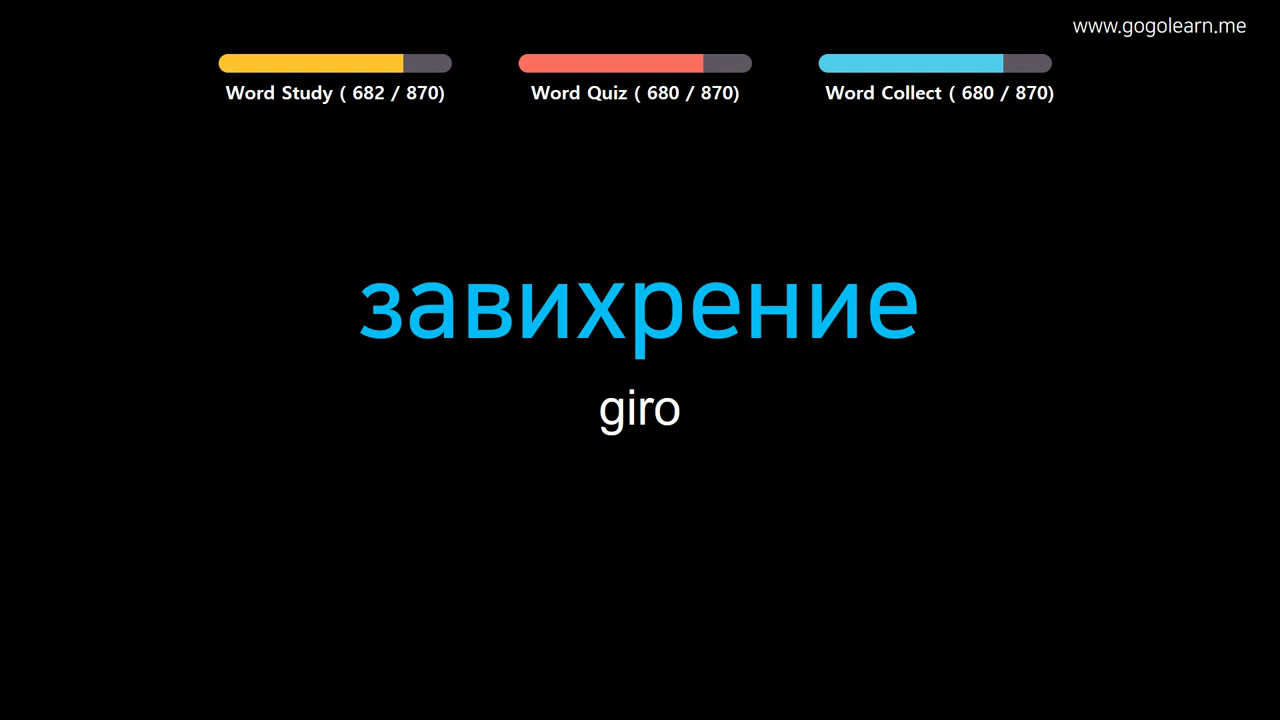 www.gogolearn.me
Word Study ( 682 / 870)
Word Quiz ( 680 / 870)
Word Collect ( 680 / 870)
завихрение
giro